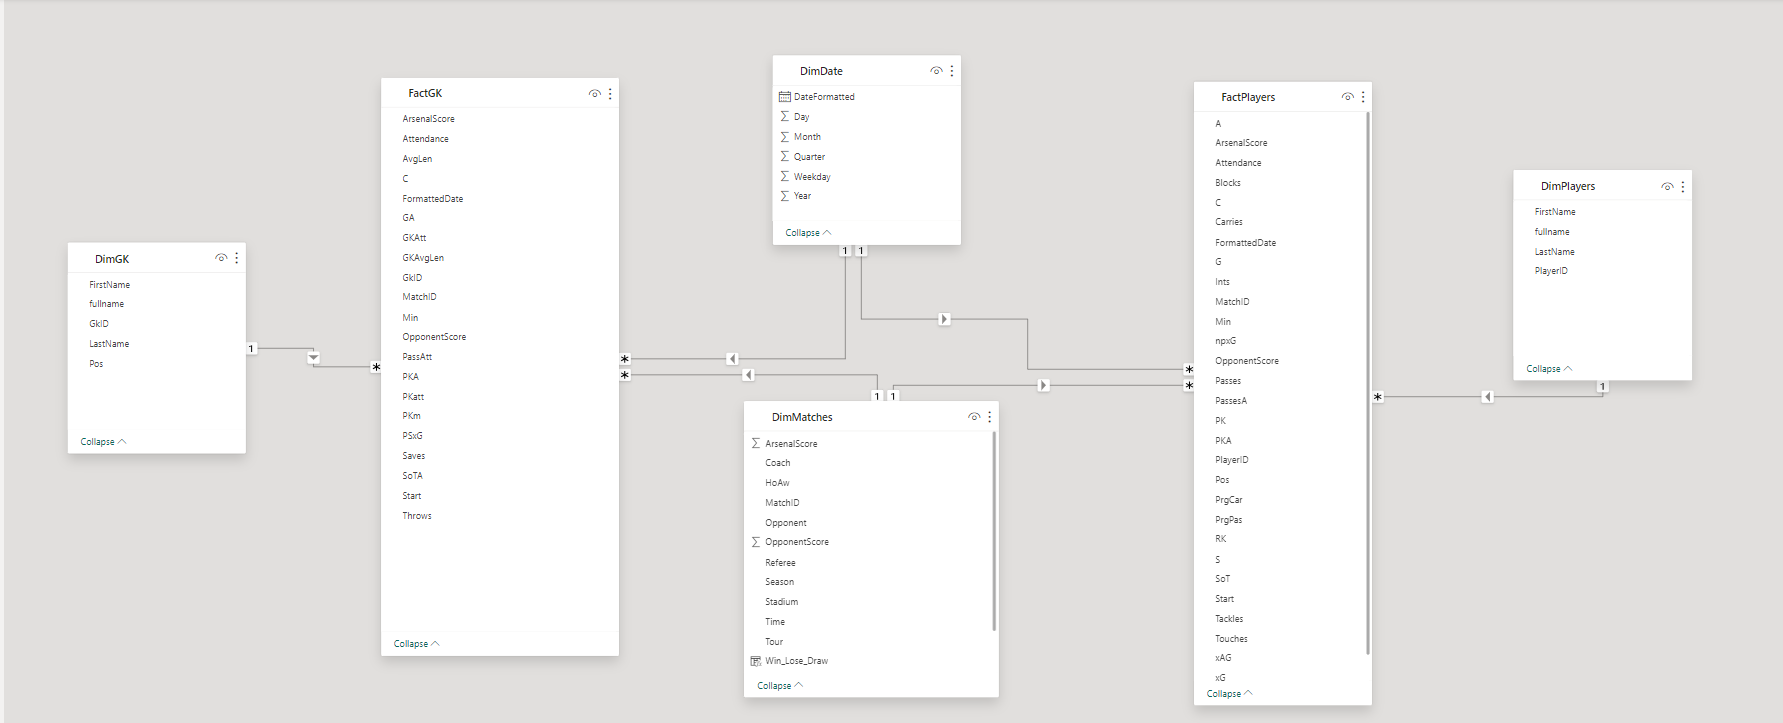 DimGK
FirstName
fullname
GkID
LastName
Pos
Collapse
1
*
FactGK
ArsenalScore
Attendance
AvgLen
C
FormattedDate
GA
GKAtt
GKAvgLen
GkID
MatchID
Min
OpponentScore
PassAtt
PKA
PKatt
PKm
PSxG
Saves
SoTA
Start
Throws
Collapse
*
*
DimDate
DateFormatted
Day
Month
Quarter
Weekday
Year
Collapse
1 1
1 1
DimMatches
ArsenalScore
Coach
HoAw
MatchID
Opponent
OpponentScore
Referee
Season
Stadium
Time
Tour
Win_Lose_Draw
Collapse
*
*
FactPlayers
A
ArsenalScore
Attendance
Blocks
C
Carries
FormattedDate
G
Ints
MatchID
Min
npxG
OpponentScore
Passes
PassesA
PK
PKA
PlayerID
Pos
PrgCar
PrgPas
RK
S
SoT
Start
Tackles
Touches
xAG
xG
Collapse
*
DimPlayers
FirstName
fullname
LastName
PlayerID
Collapse
1